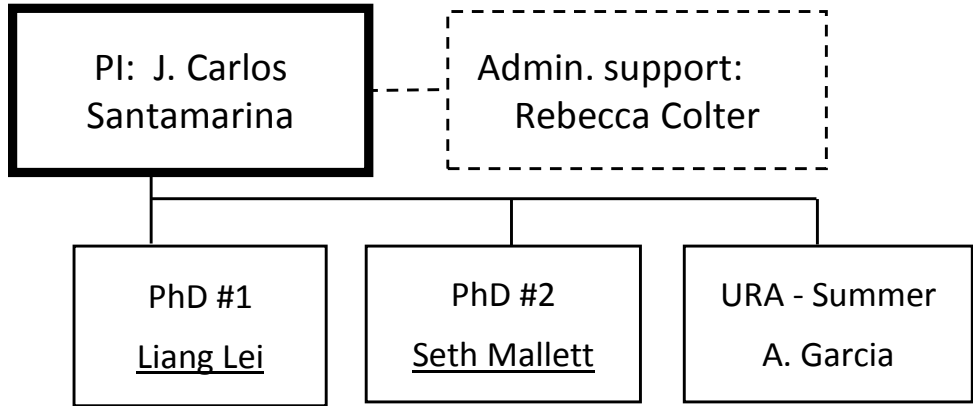 PI: J. Carlos
Santamarina
Admin. support:
Rebecca Colter
PhD #1
Liang Lei
PhD #2
Seth Mallett
URA - Summer
A. Garcia